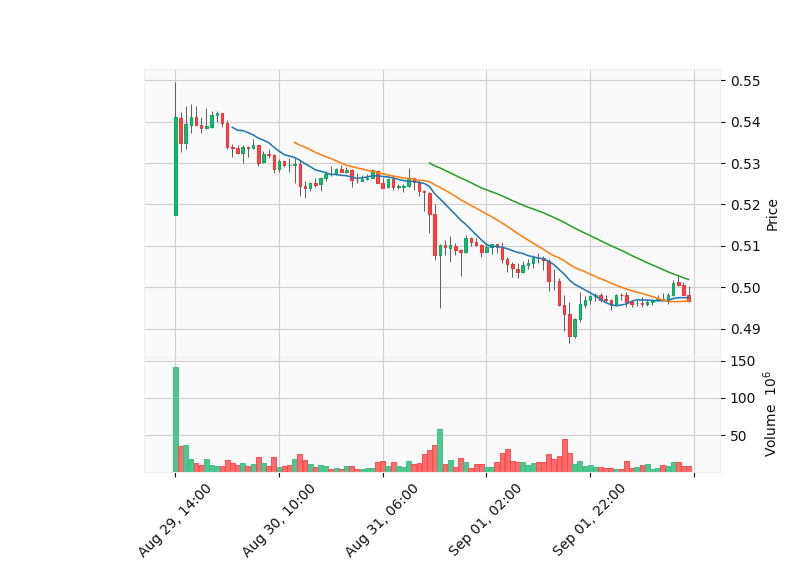 0.55
0.54
0.53
0.52
0.51
0.50
0.49
Price
150
100
50
Volume 10^6
Aug 29, 14:00
Aug 30, 10:00
Aug 31, 06:00
Sep 01, 02:00
Sep 01, 22:00